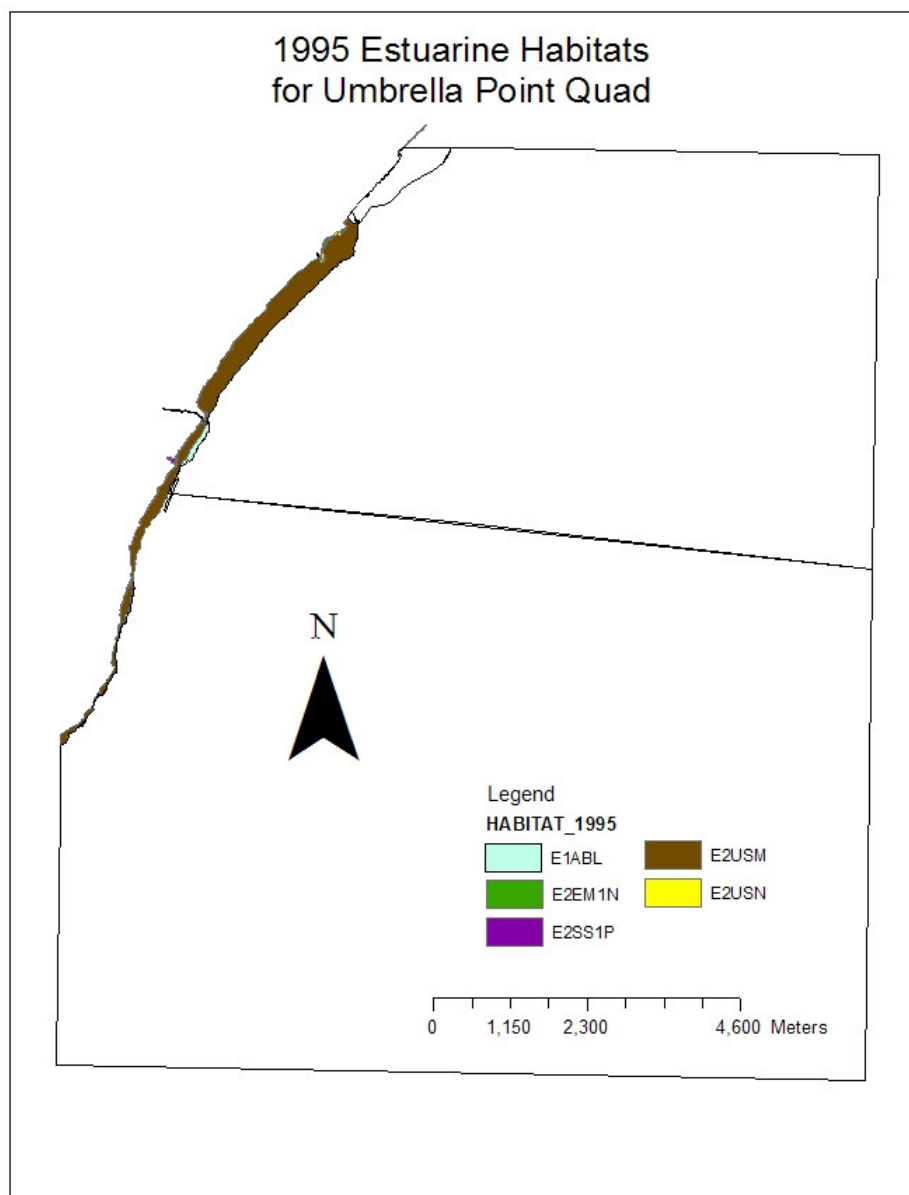 1995 Estuarine Habitats
for Umbrella Point Quad
N
Legend
HABITAT_1995
E1ABL
E2USM
E2EM1N
E2USN
E2SS1P
0 1,150 2,300 4,600 Meters